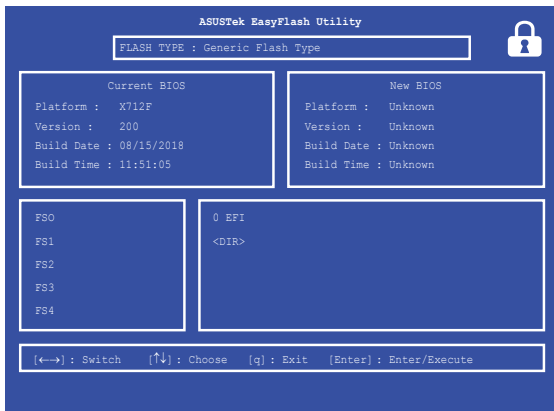 ASUSTek EasyFlash Utility
FLASH TYPE : Generic Flash Type
Current BIOS
Platform : X712F
Version : 200
Build Date : 08/15/2018
Build Time : 11:51:05
New BIOS
Platform : Unknown
Version : Unknown
Build Date : Unknown
Build Time : Unknown
FSO
FS1
FS2
FS3
FS4
0 EFI
<DIR>
[←→] : Switch [↑↓] : Choose [q] : Exit [Enter] : Enter/Execute